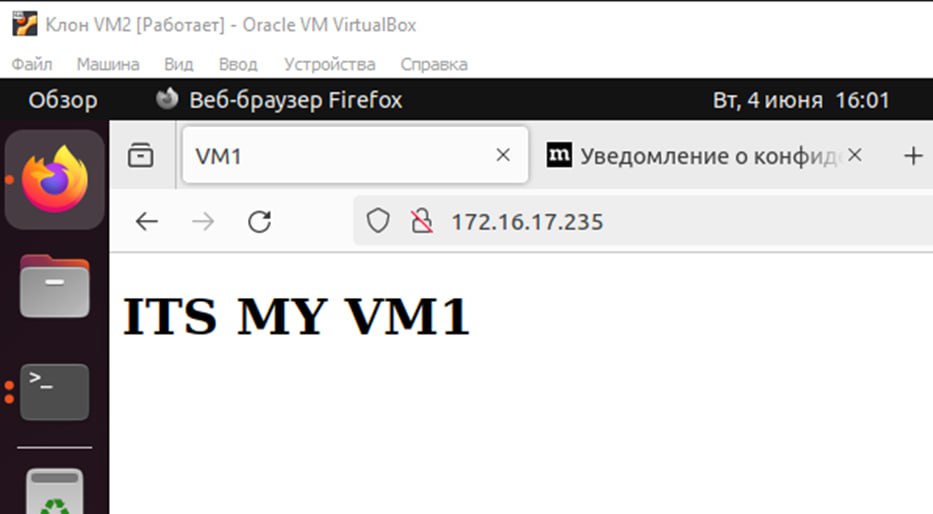 Клон VM2 [Работает] - Oracle VM VirtualBox
Файл Машина Вид Ввод Устройства Справка
Обзор Веб-браузер Firefox Вт, 4 июня 16:01
VM1 m Уведомление о конфид
172.16.17.235
ITS MY VM1
>_